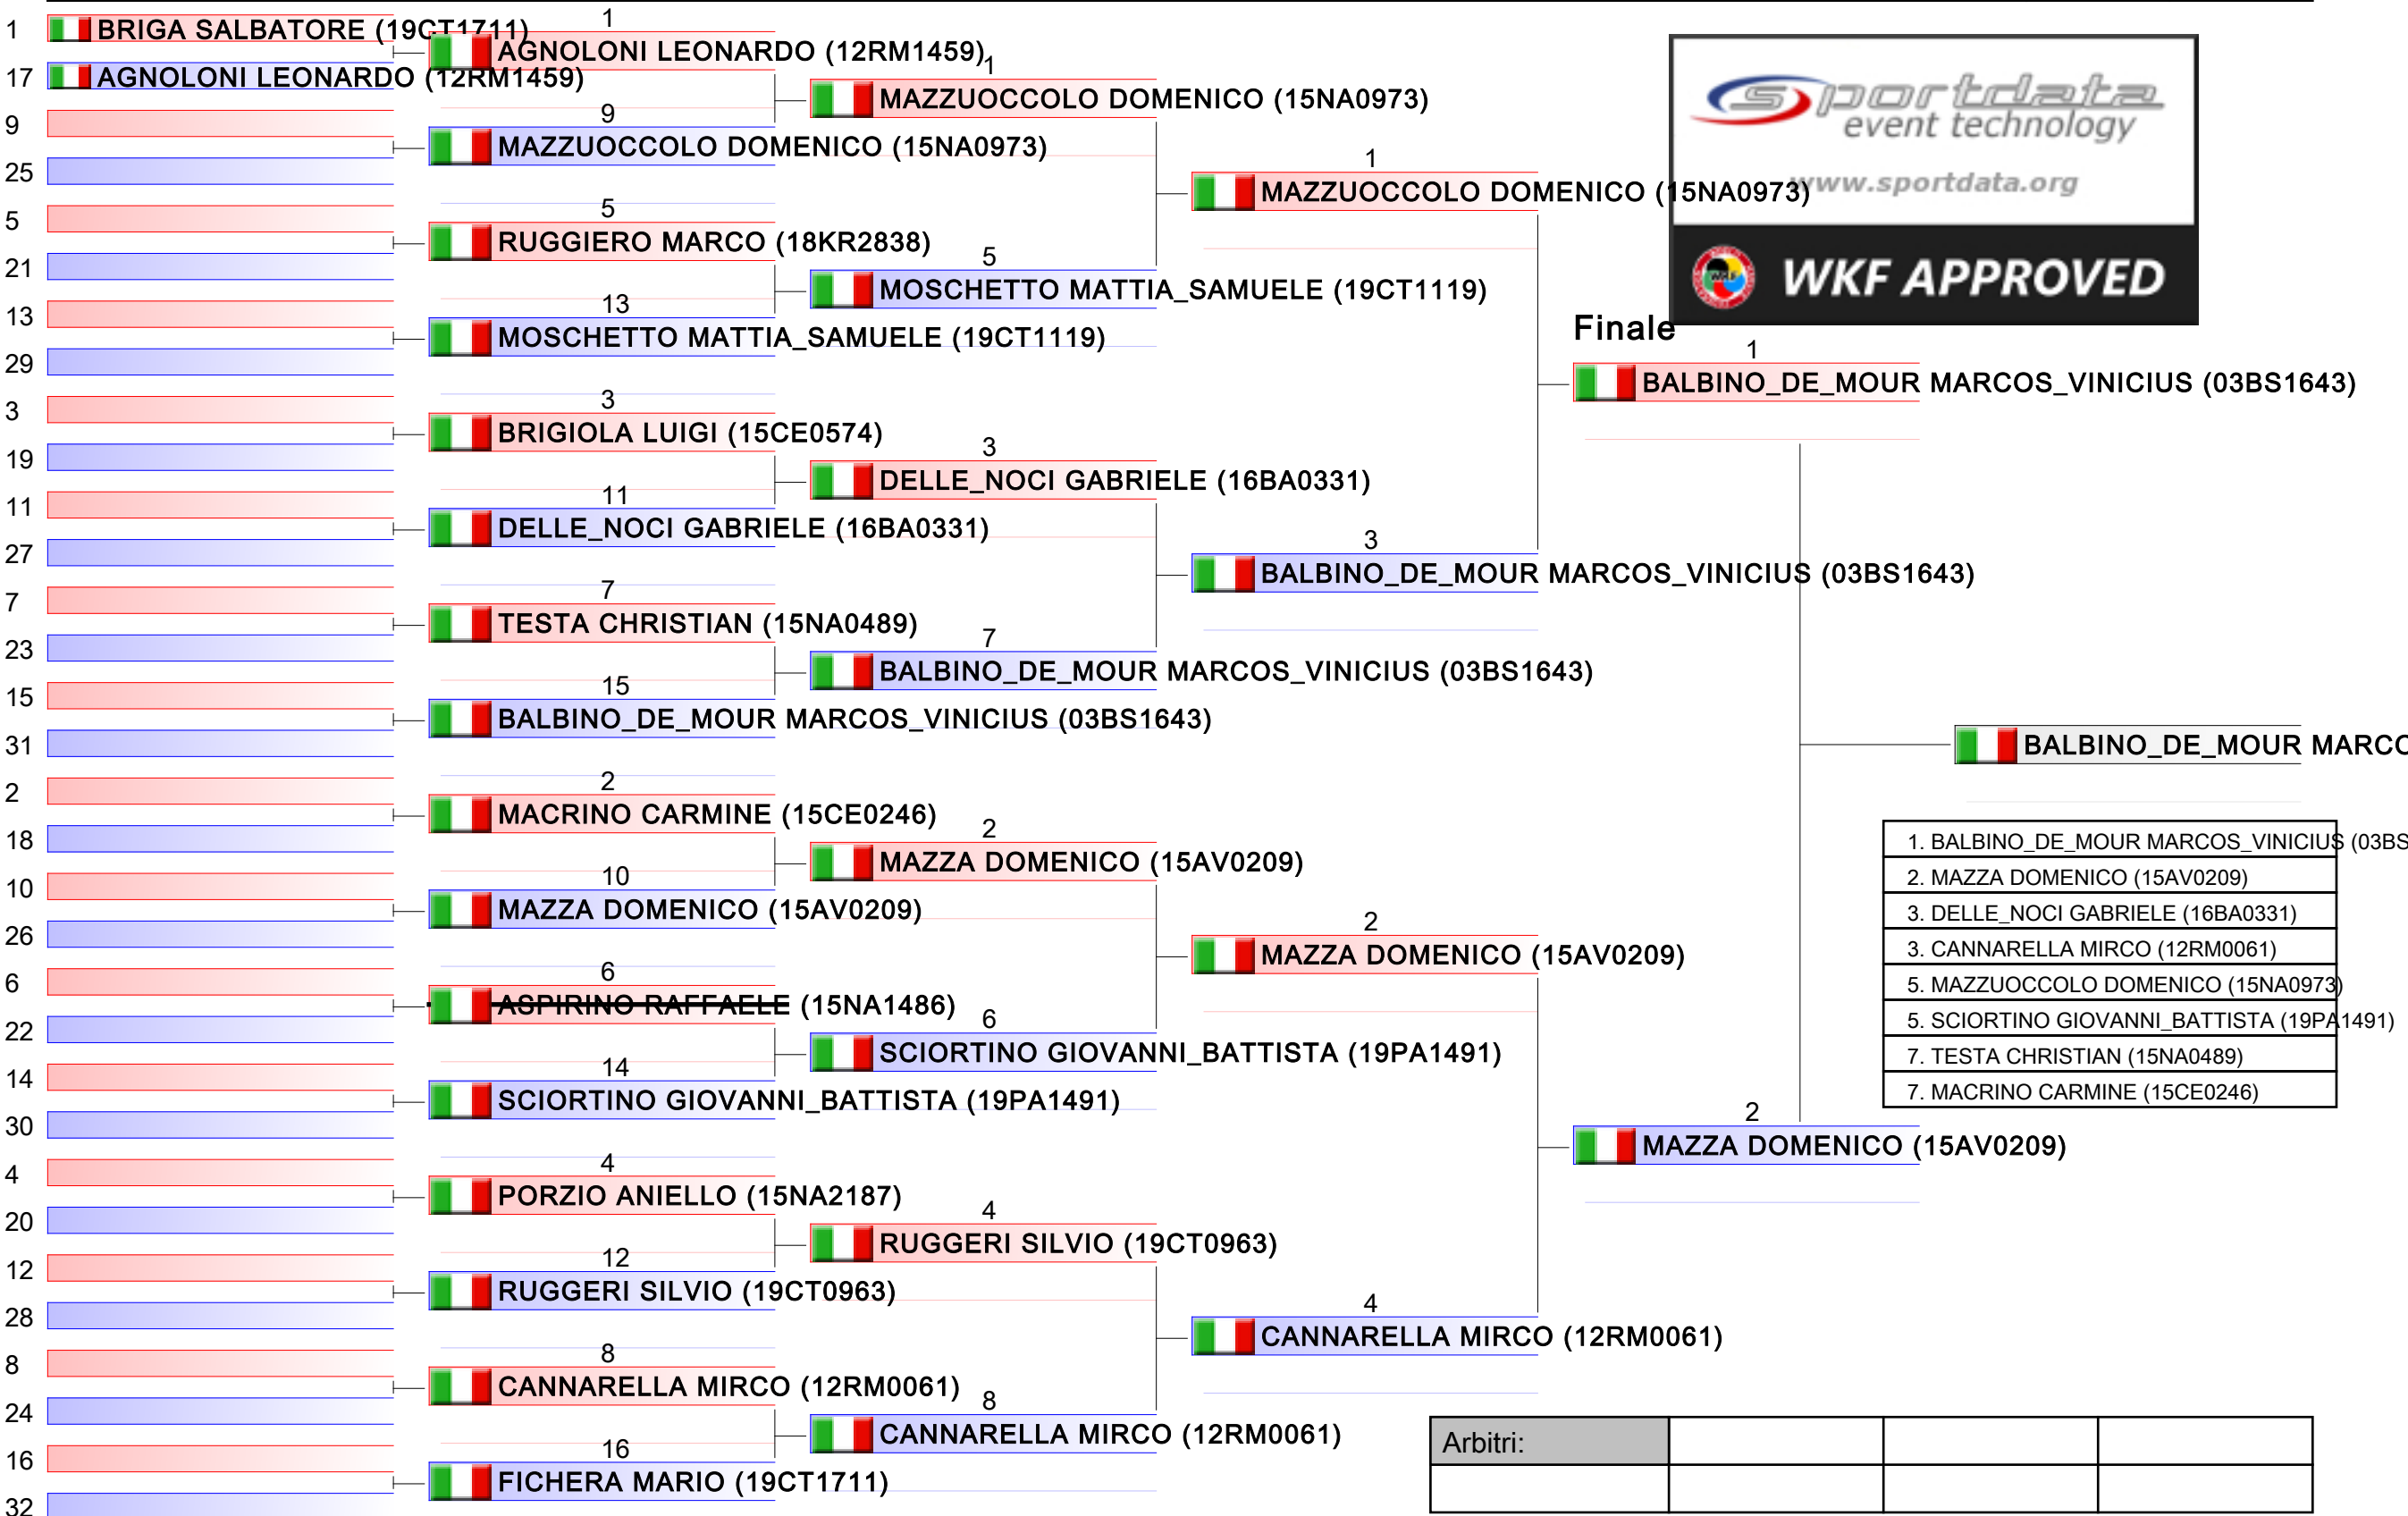 1 BRIGA SALBATORE (19CT1711)
17 AGNOLONI LEONARDO (12RM1459)
9
25
5
21
13
29
3
19
11
27
7
23
15
31
2
18
10
26
6
22
14
30
4
20
12
28
8
24
16
32
1
AGNOLONI LEONARDO (12RM1459)
9
MAZZUOCCOLO DOMENICO (15NA0973)
5
RUGGIERO MARCO (18KR2838)
13
MOSCHETTO MATTIA_SAMUELE (19CT1119)
3
BRIGIOLA LUIGI (15CE0574)
11
DELLE_NOCI GABRIELE (16BA0331)
7
TESTA CHRISTIAN (15NA0489)
15
BALBINO_DE_MOUR MARCOS_VINICIUS (03BS1643)
2
MACRINO CARMINE (15CE0246)
10
MAZZA DOMENICO (15AV0209)
6
ASPIRINO RAFFAELE (15NA1486)
14
SCIORTINO GIOVANNI_BATTISTA (19PA1491)
4
PORZIO ANIELLO (15NA2187)
12
RUGGERI SILVIO (19CT0963)
8
CANNARELLA MIRCO (12RM0061)
16
FICHERA MARIO (19CT1711)
1
MAZZUOCCOLO DOMENICO (15NA0973)
5
MOSCHETTO MATTIA_SAMUELE (19CT1119)
3
DELLE_NOCI GABRIELE (16BA0331)
7
BALBINO_DE_MOUR MARCOS_VINICIUS (03BS1643)
2
MAZZA DOMENICO (15AV0209)
6
SCIORTINO GIOVANNI_BATTISTA (19PA1491)
4
RUGGERI SILVIO (19CT0963)
8
CANNARELLA MIRCO (12RM0061)
1
MAZZUOCCOLO DOMENICO (15NA0973)
3
BALBINO_DE_MOUR MARCOS_VINICIUS (03BS1643)
2
MAZZA DOMENICO (15AV0209)
4
CANNARELLA MIRCO (12RM0061)
sportdata
event technology
www.sportdata.org
WKF
WKF APPROVED
Finale
1
BALBINO_DE_MOUR MARCOS_VINICIUS (03BS1643)
2
MAZZA DOMENICO (15AV0209)
BALBINO_DE_MOUR MARCO
1. BALBINO_DE_MOUR MARCOS_VINICIUS (03BS
2. MAZZA DOMENICO (15AV0209)
3. DELLE_NOCI GABRIELE (16BA0331)
3. CANNARELLA MIRCO (12RM0061)
5. MAZZUOCCOLO DOMENICO (15NA0973)
5. SCIORTINO GIOVANNI_BATTISTA (19PA1491)
7. TESTA CHRISTIAN (15NA0489)
7. MACRINO CARMINE (15CE0246)
Arbitri: